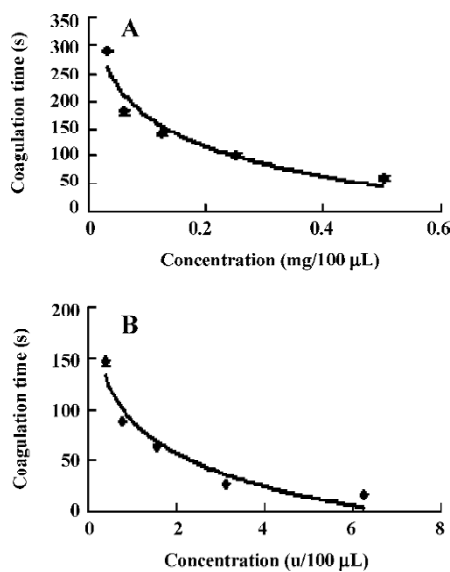 A
Coagulation time (s)
350
300
250
200
150
100
50
0
0 0.2 0.4 0.6
Concentration (mg/100 μL)
B
Coagulation time (s)
200
150
100
50
0
0 2 4 6 8
Concentration (u/100 μL)